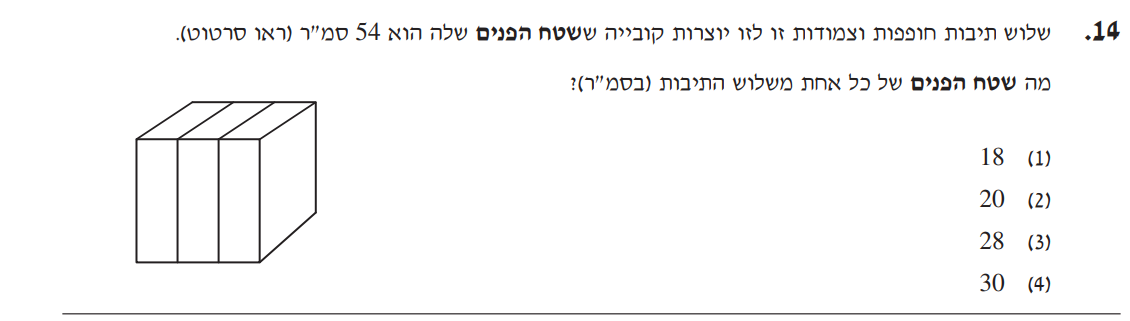 14. שלוש תיבות חופפות וצמודות זו לזו יוצרות קובייה ששטח הפנים שלה הוא 54 סמ"ר (ראו סרטוט).
מה שטח הפנים של כל אחת משלוש התיבות (בסמ"ר)?
(1) 18
(2) 20
(3) 28
(4) 30